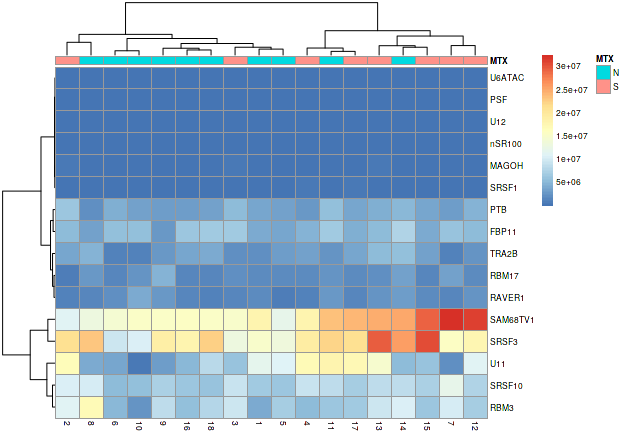 MTX
U6ATAC
PSF
U12
nSR100
MAGOH
SRSF1
PTB
FBP11
TRA2B
RBM17
RAVER1
SAM68TV1
SRSF3
U11
SRSF10
RBM3
2 8 6 10 9 16 18 3 1 5 4 11 17 13 14 15 7 12
3e+07
2.5e+07
2e+07
1.5e+07
1e+07
5e+06
MTX
N
S